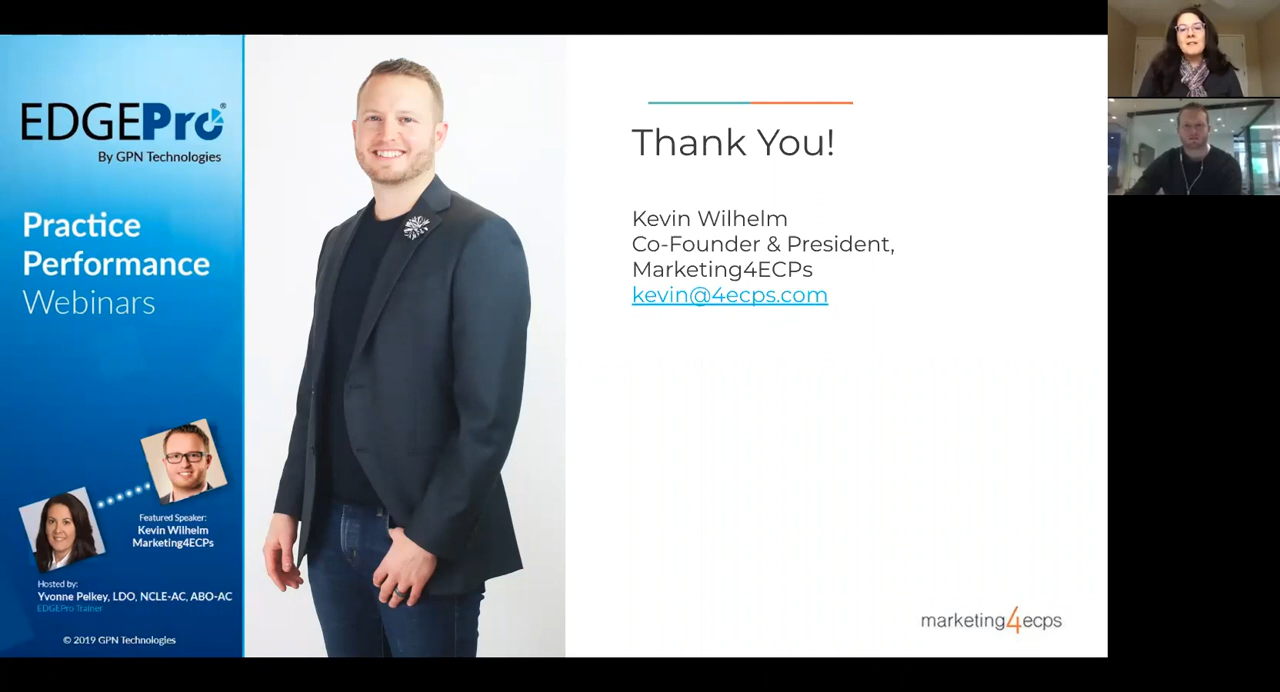 EDGEPro®
By GPN Technologies
Practice
Performance
Webinars
Featured Speaker:
Kevin Wilhelm
Marketing4ECPs
Hosted by:
Yvonne Pelkey, LDO, NCLE-AC, ABO-AC
EDGEPro Trainer
© 2019 GPN Technologies
Thank You!
Kevin Wilhelm
Co-Founder & President,
Marketing4ECPs
kevin@4ecps.com
marketing4ecps